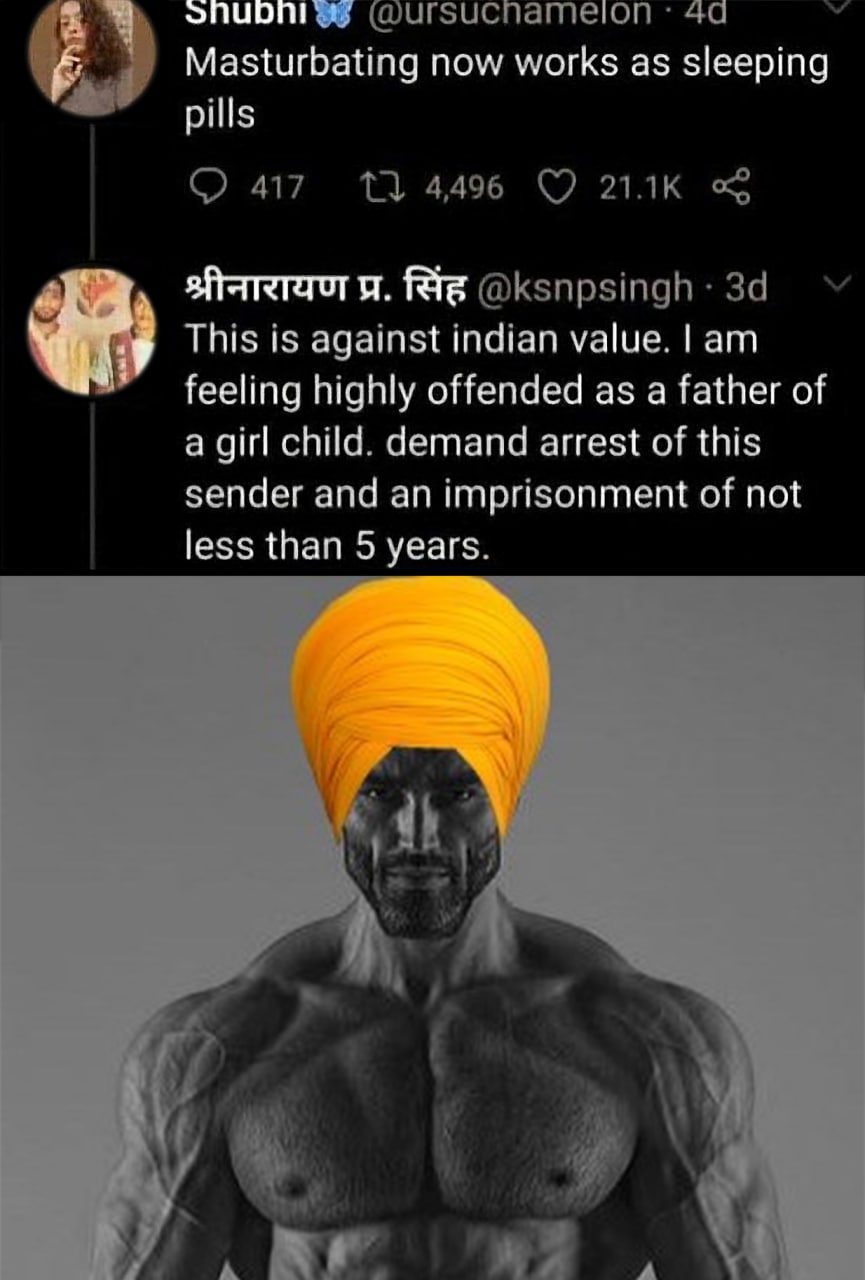 Shubhi🦋 @ursuchamelon · 4d
Masturbating now works as sleeping
pills
417 4,496 21.1K
श्रीनारायण प्र. सिंह @ksnpsingh · 3d
This is against indian value. I am
feeling highly offended as a father of
a girl child. demand arrest of this
sender and an imprisonment of not
less than 5 years.